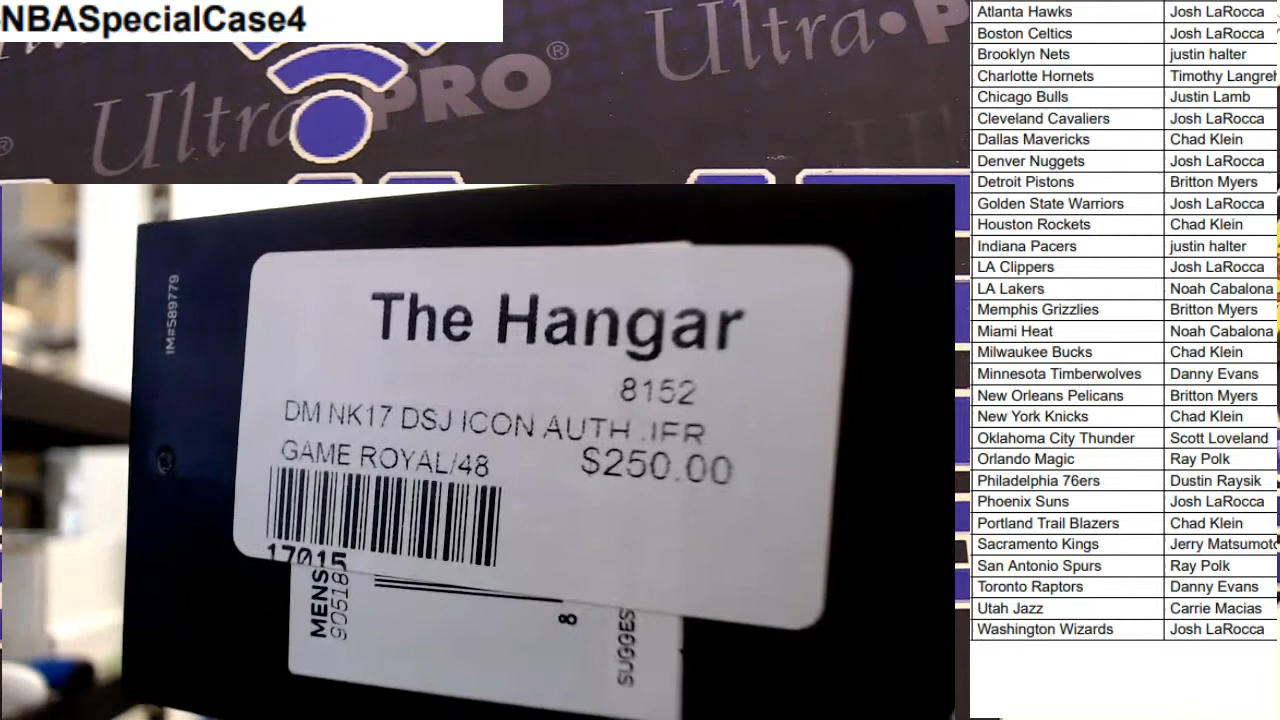 NBASpecialCase4
Ultra PRO®
Ultra•P
®
IM#589779
The Hangar
8152
DM NK17 DSJ ICON AUTH JER
GAME ROYAL/48
$250.00
17015
MENS
90518
8
SUGGES
Atlanta Hawks Josh LaRocca
Boston Celtics Josh LaRocca
Brooklyn Nets justin halter
Charlotte Hornets Timothy Langreh
Chicago Bulls Justin Lamb
Cleveland Cavaliers Josh LaRocca
Dallas Mavericks Chad Klein
Denver Nuggets Josh LaRocca
Detroit Pistons Britton Myers
Golden State Warriors Josh LaRocca
Houston Rockets Chad Klein
Indiana Pacers justin halter
LA Clippers Josh LaRocca
LA Lakers Noah Cabalona
Memphis Grizzlies Britton Myers
Miami Heat Noah Cabalona
Milwaukee Bucks Chad Klein
Minnesota Timberwolves Danny Evans
New Orleans Pelicans Britton Myers
New York Knicks Chad Klein
Oklahoma City Thunder Scott Loveland
Orlando Magic Ray Polk
Philadelphia 76ers Dustin Raysik
Phoenix Suns Josh LaRocca
Portland Trail Blazers Chad Klein
Sacramento Kings Jerry Matsumoto
San Antonio Spurs Ray Polk
Toronto Raptors Danny Evans
Utah Jazz Carrie Macias
Washington Wizards Josh LaRocca